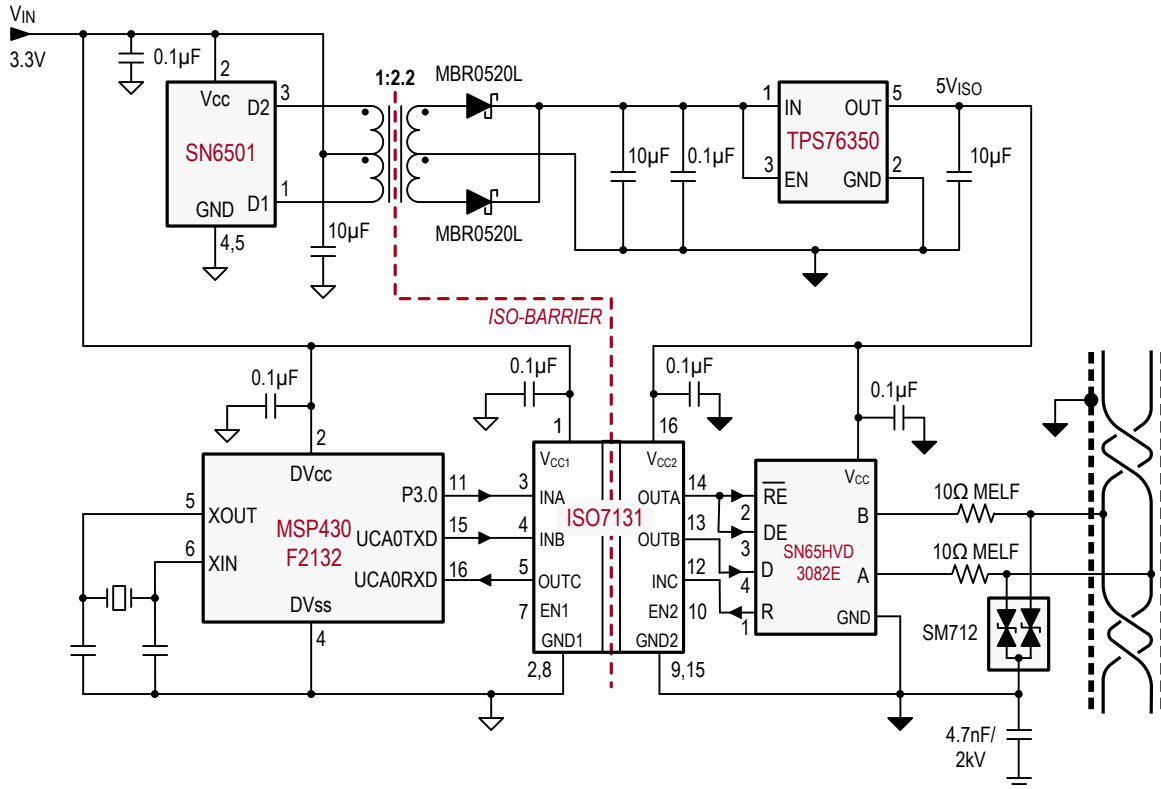 VIN
3.3V
0.1µF
2
Vcc
3
D2
SN6501
D1
1
GND
4,5
10µF
1:2.2
MBR0520L
MBR0520L
10µF
0.1µF
1
IN
OUT
5
TPS76350
3
EN
GND
2
5VISO
10µF
ISO-BARRIER
0.1µF
2
DVcc
5
XOUT
6
XIN
MSP430
F2132
P3.0
11
UCA0TXD
15
UCA0RXD
16
DVss
4
0.1µF
1
VCC1
3
INA
4
INB
5
OUTC
7
EN1
GND1
2,8
ISO7131
0.1µF
16
VCC2
OUTA
14
OUTB
13
INC
12
EN2
10
GND2
9,15
0.1µF
Vcc
RE
2
DE
3
D
4
R
1
SN65HVD
3082E
B
A
GND
10Ω MELF
10Ω MELF
SM712
4.7nF/
2kV